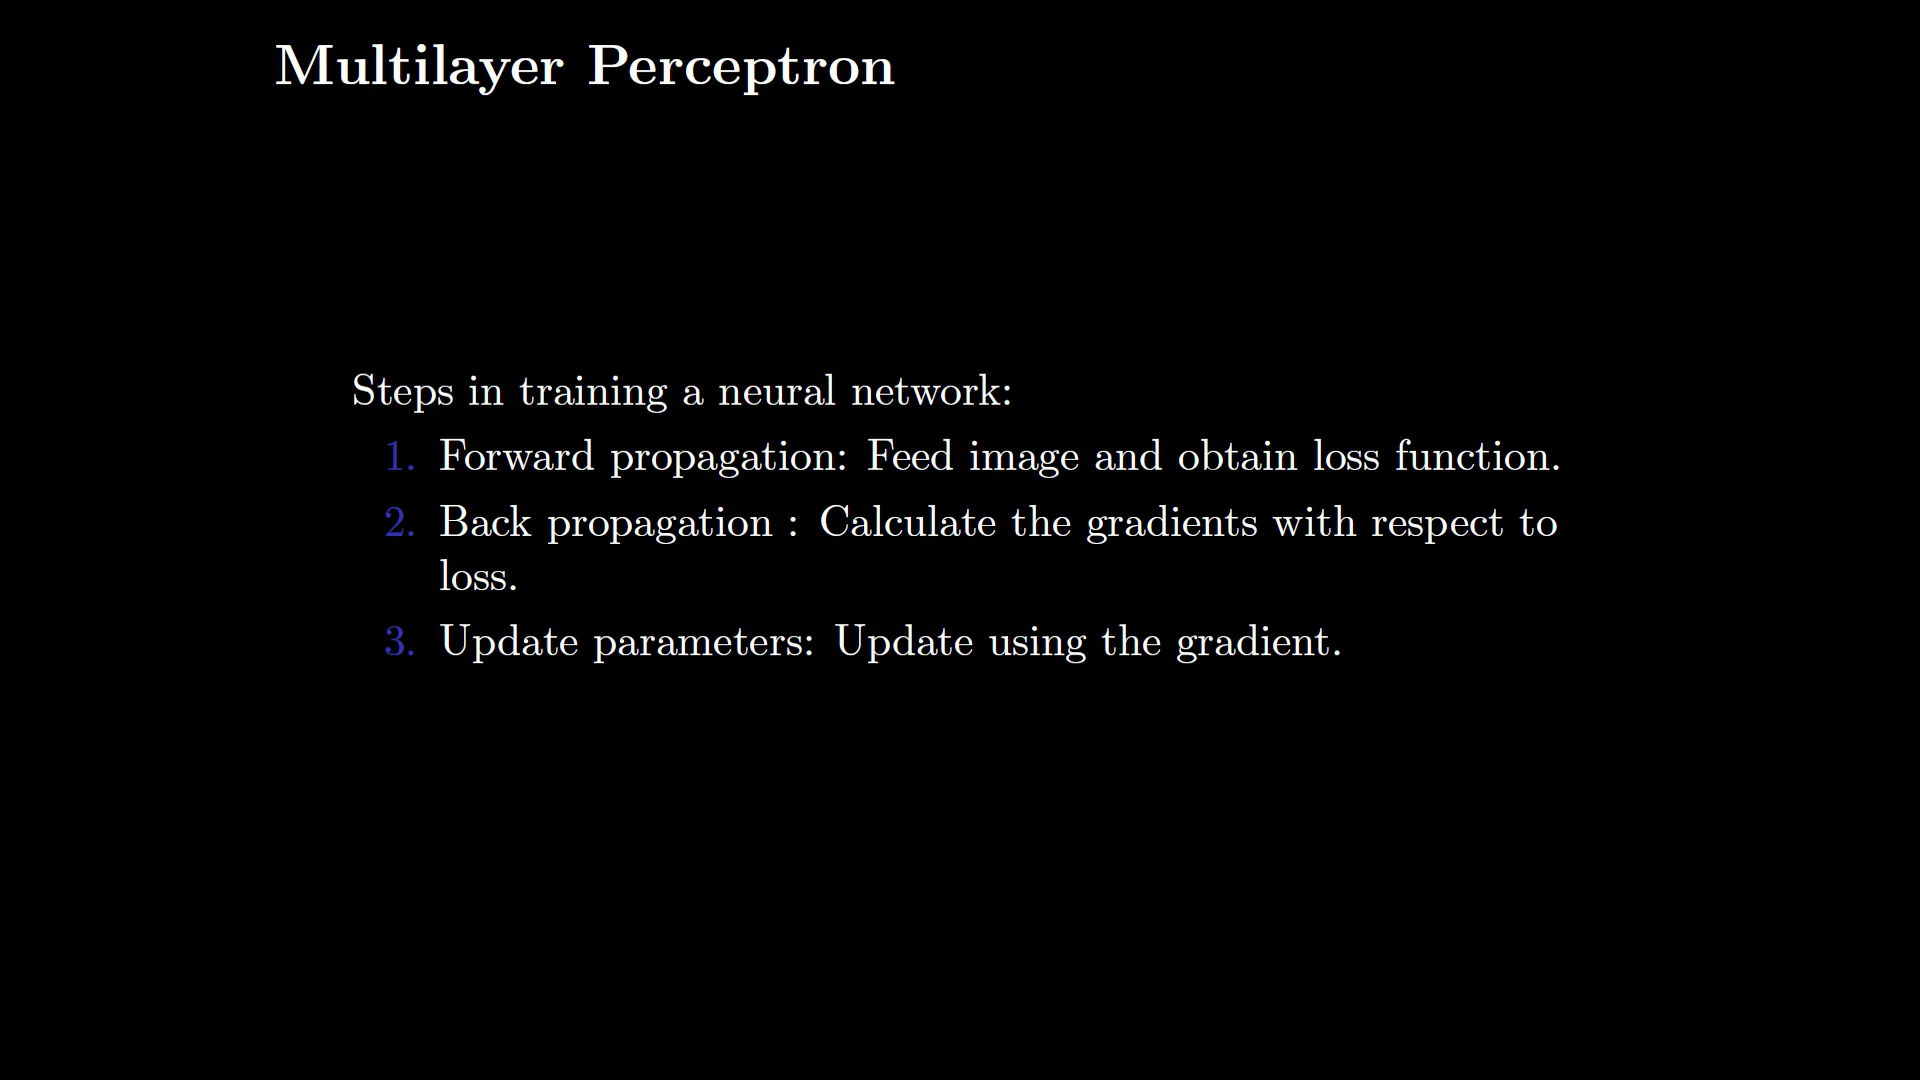 Multilayer Perceptron
Steps in training a neural network:
1. Forward propagation: Feed image and obtain loss function.
2. Back propagation : Calculate the gradients with respect to
loss.
3. Update parameters: Update using the gradient.